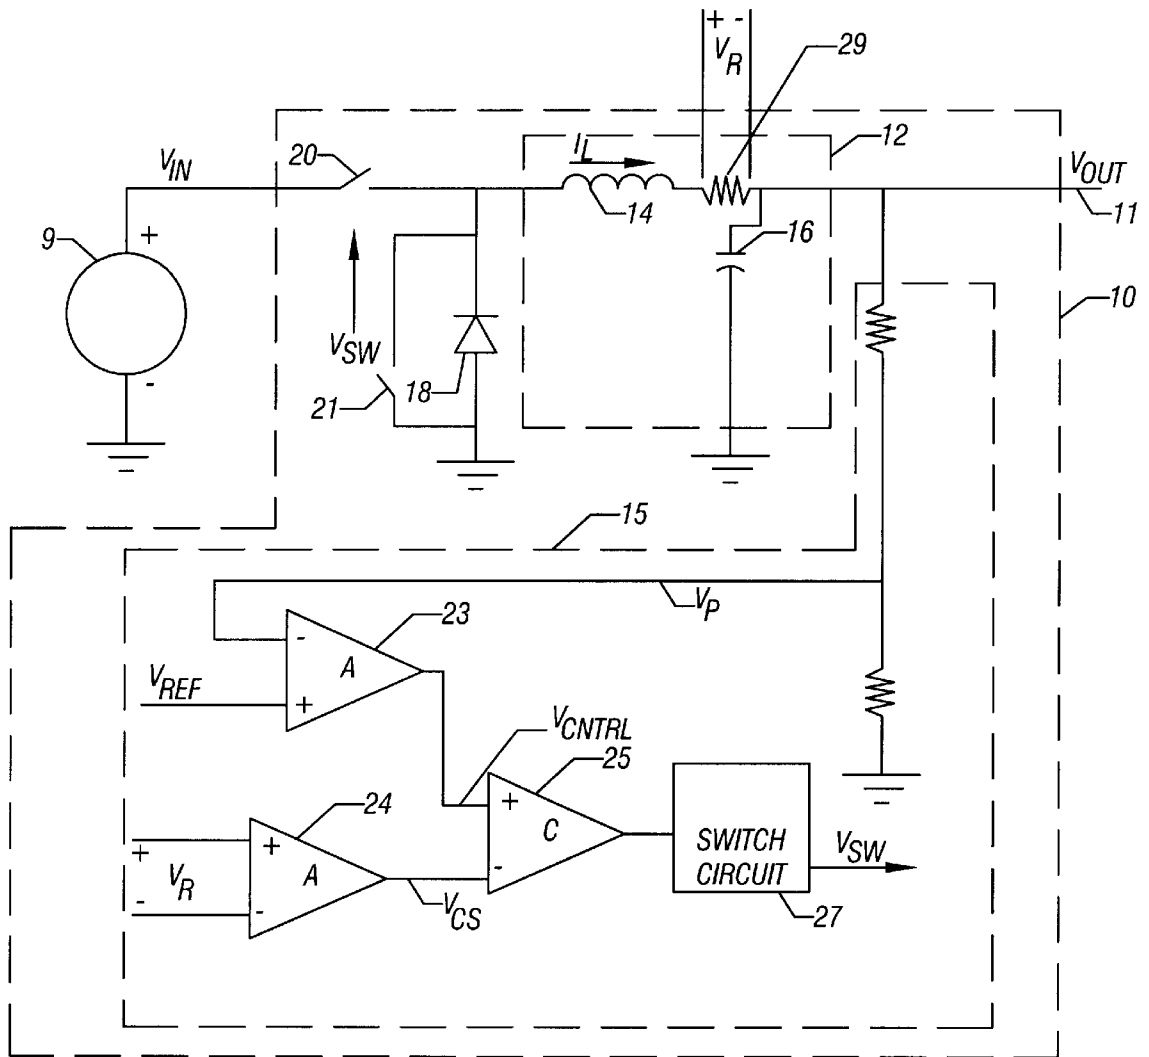 + -
V_R
29
12
V_IN
20
I_L
14
V_OUT
11
9
+
-
16
10
V_SW
18
21
15
V_P
23
-
A
V_REF
+
V_CNTRL
25
24
+
C
-
+
V_R
-
+
A
-
V_CS
SWITCH
CIRCUIT
V_SW
27